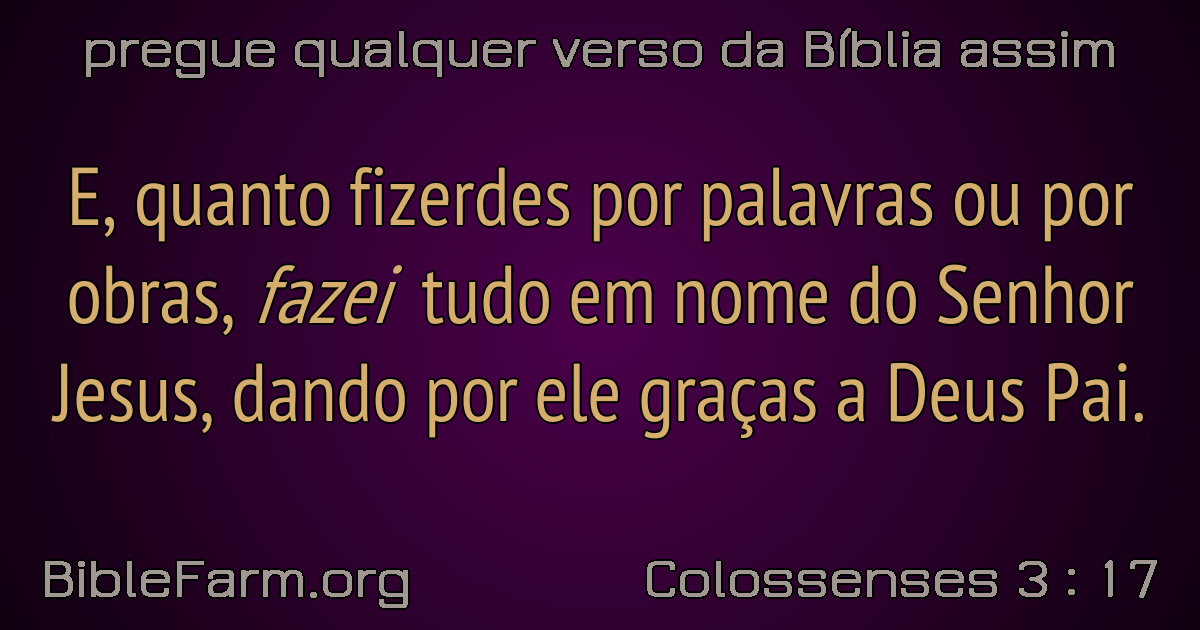 pregue qualquer verso da Bíblia assim
E, quanto fizerdes por palavras ou por
obras, fazei tudo em nome do Senhor
Jesus, dando por ele graças a Deus Pai.
BibleFarm.org
Colossenses 3 : 17